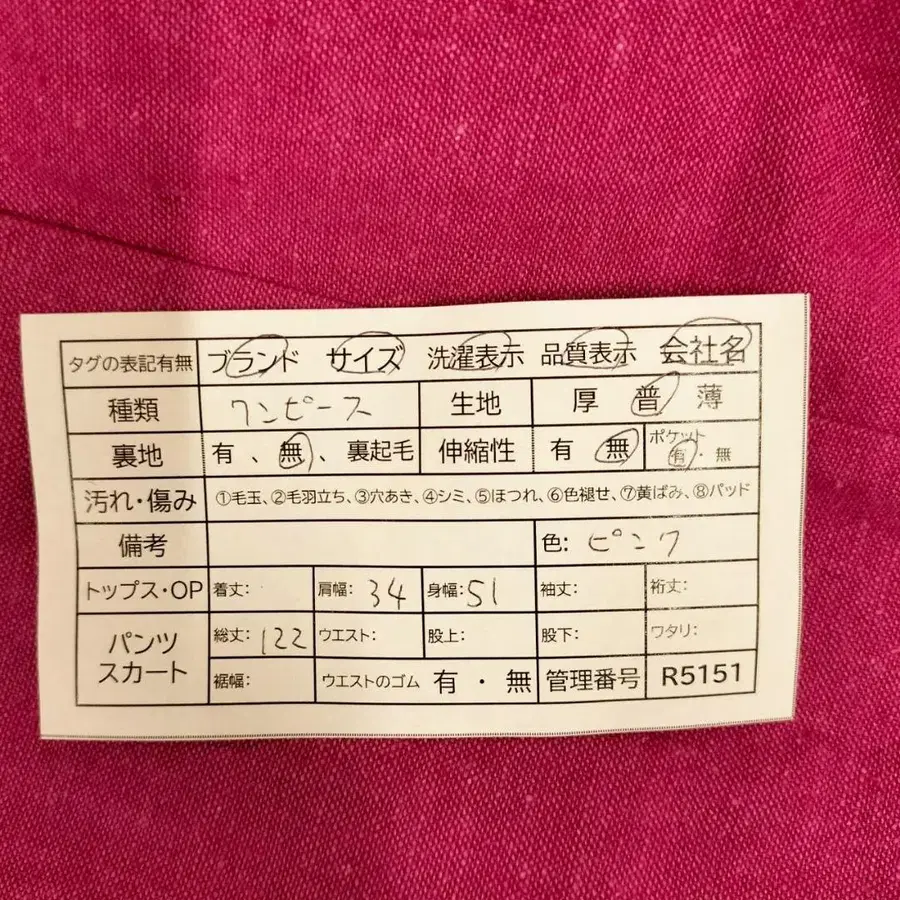 タグの表記有無 ブランド サイズ 洗濯表示 品質表示 会社名
種類 ワンピース 生地 厚 普 薄
裏地 有、無、裏起毛 伸縮性 有 無 ポケット 有・無
汚れ・傷み ①毛玉、②毛羽立ち、③穴あき、④シミ、⑤ほつれ、⑥色褪せ、⑦黄ばみ、⑧パッド
備考 色: ピンク
トップス・OP 着丈: 肩幅: 34 身幅: 51 袖丈: 裄丈:
パンツ スカート 総丈: 122 ウエスト: 股上: 股下: ワタリ:
裾幅: ウエストのゴム 有・無 管理番号 R5151